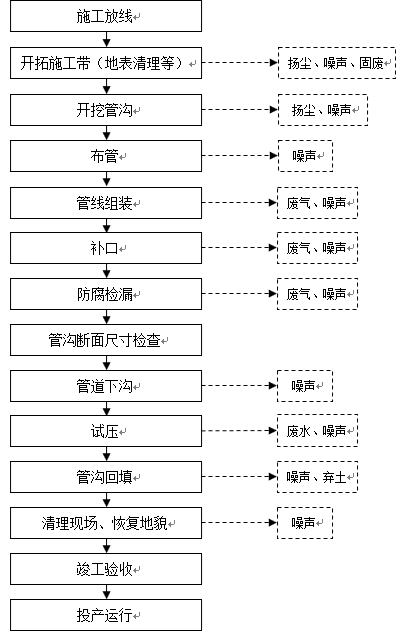 施工放线
开拓施工带（地表清理等）
扬尘、噪声、固废
开挖管沟
扬尘、噪声
布管
噪声
管线组装
废气、噪声
补口
废气、噪声
防腐检漏
废气、噪声
管沟断面尺寸检查
管道下沟
噪声
试压
废水、噪声
管沟回填
噪声、弃土
清理现场、恢复地貌
噪声
竣工验收
投产运行